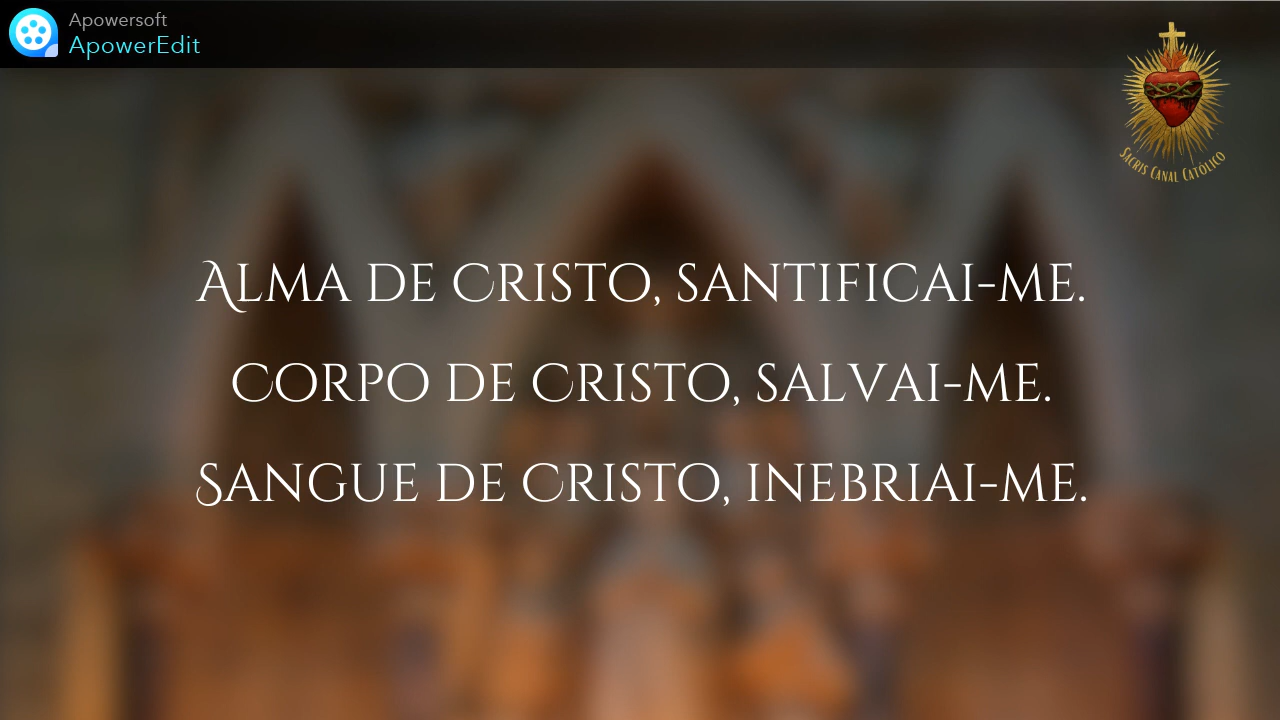 Apowersoft
ApowerEdit
SACRIS CANAL CATÓLICO
ALMA DE CRISTO, SANTIFICAI-ME.
CORPO DE CRISTO, SALVAI-ME.
SANGUE DE CRISTO, INEBRIAI-ME.